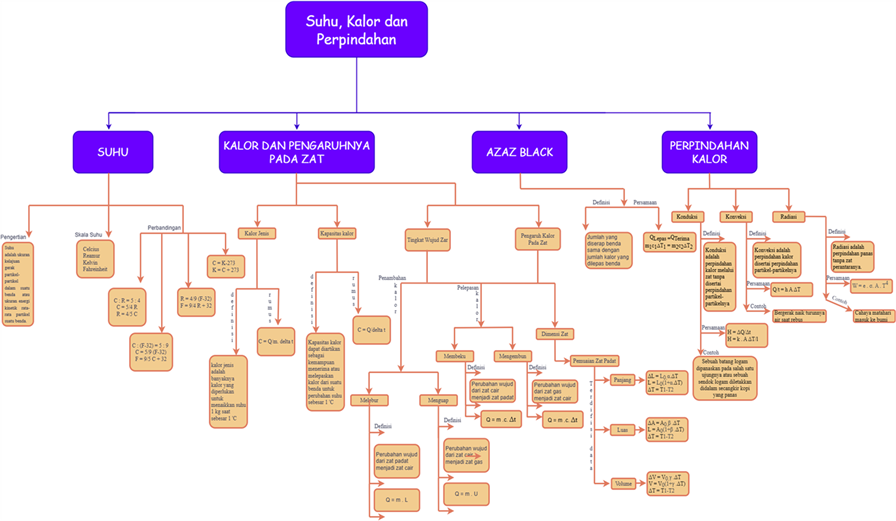 Suhu, Kalor dan
Perpindahan
SUHU
KALOR DAN PENGARUHNYA
PADA ZAT
AZAZ BLACK
PERPINDAHAN
KALOR
Pengertian
Suhu
adalah ukuran
kelajuan
gerak
partikel-
partikel
dalam suatu
benda atau
ukuran energi
kinetik rata-
rata partikel
suatu benda.
Skala Suhu
Celcius
Reamur
Kelvin
Fahrenheit
Perbandingan
C : R = 5 : 4
C = 5/4 R
R = 4/5 C
C : (F-32) = 5 : 9
C = 5/9 (F-32)
F = 9/5 C + 32
R = 4/9 (F-32)
F = 9/4 R + 32
C = K-273
K = C + 273
Kalor Jenis
definisi
rumus
C = Q/m. delta t
kalor jenis
adalah
banyaknya
kalor yang
diperlukan
untuk
menaikkan suhu
1 kg saat
sebesar 1 °C
Kapasitas kalor
definisi
rumus
C = Q/delta t
Kapasitas kalor
dapat diartikan
sebagai
kemampuan
menerima atau
melepaskan
kalor dari suatu
benda untuk
perubahan suhu
sebesar 1 °C
Tingkat Wujud Zat
Penambahan
kalor
Pelepasan
kalor
Melebur
Definisi
Perubahan wujud
dari zat padat
menjadi zat cair
Q = m . L
Menguap
Definisi
Perubahan wujud
dari zat cair
menjadi zat gas
Q = m . U
Membeku
Definisi
Perubahan wujud
dari zat cair
menjadi zat padat
Q = m .c. Δt
Mengembun
Definisi
Perubahan wujud
dari zat gas
menjadi zat cair
Q = m .c. Δt
Pengaruh Kalor
Pada Zat
Dimensi Zat
Pemuaian Zat Padat
Terdifisi dara
Panjang
ΔL = L0 α.ΔT
L = L0(1+α.ΔT)
ΔT = T1-T2
Luas
ΔA = A0 β .ΔT
L = A0(1+β .ΔT)
ΔT = T1-T2
Volume
ΔV = V0 γ .ΔT
V = V0(1+γ .ΔT)
ΔT = T1-T2
Definisi
Persamaan
Jumlah yang
diserap benda
sama dengan
jumlah kalor yang
dilepas benda
QLepas =QTerima
m1c1ΔT1 = m2c2ΔT2
Konduksi
Definisi
Konduksi
adalah
perpindahan
kalor melalui
zat tanpa
disertai
perpindahan
partikel-
partikelnya
Persamaan
H = ΔQ/Δt
H = k . A ΔT/l
Contoh
Sebuah batang logam
dipanaskan pada salah satu
ujungnya atau sebuah
sendok logam diletakkan
didalam secangkir kopi
yang panas
Konveksi
Definisi
Konveksi adalah
perpindahan kalor
disertai perpindahan
partikel-partikelnya
Persamaan
Q/t = h A ΔT
Contoh
Bergerak naik turunnya
air saat rebus
Radiasi
Definisi
Radiasi adalah
perpindahan panas
tanpa zat
perantaranya.
Persamaan
W = e . σ. A . T⁴
Contoh
Cahaya matahari
masuk ke bumi